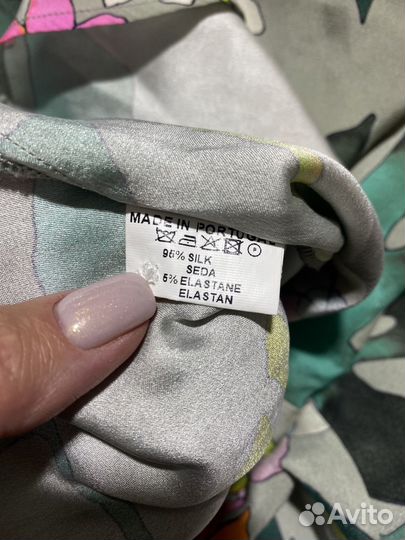 MADE IN PORTUGAL
95% SILK
SEDA
5% ELASTANE
ELASTAN
Avito